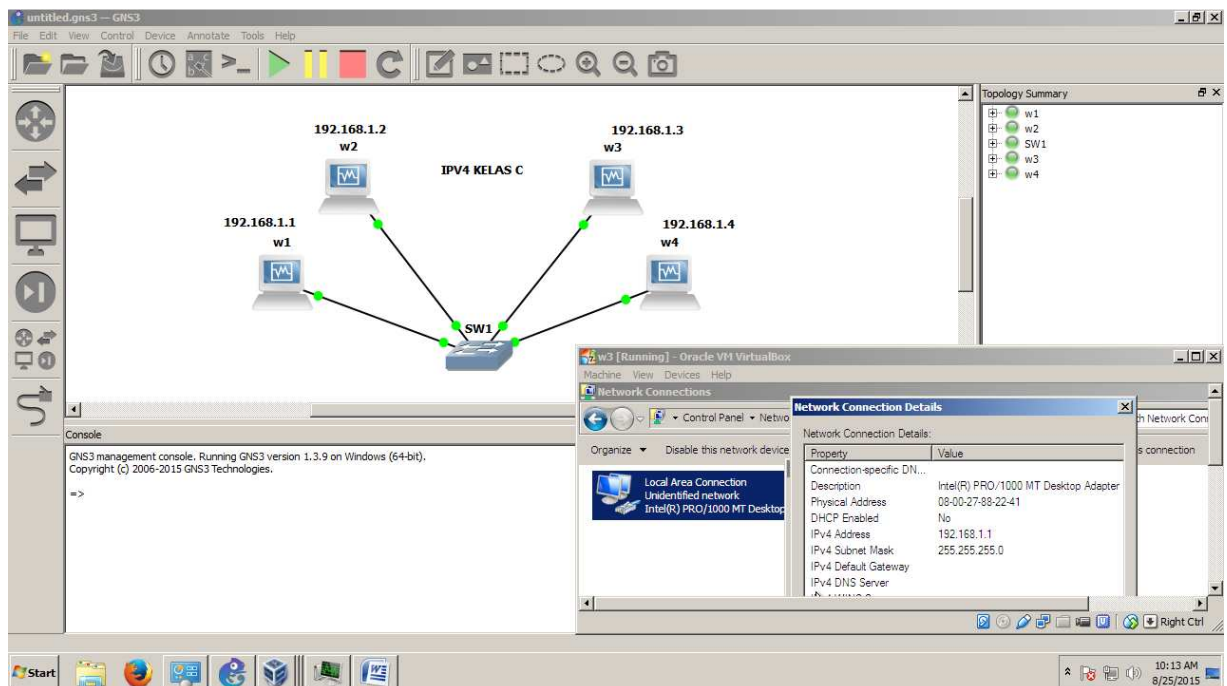 untitled.gns3 — GNS3
File Edit View Control Device Annotate Tools Help
Topology Summary
w1
w2
SW1
w3
w4
192.168.1.2
w2
192.168.1.3
w3
IPV4 KELAS C
192.168.1.1
w1
192.168.1.4
w4
SW1
Console
GNS3 management console. Running GNS3 version 1.3.9 on Windows (64-bit).
Copyright (c) 2006-2015 GNS3 Technologies.
=>
w3 [Running] - Oracle VM VirtualBox
Machine View Devices Help
Network Connections
Control Panel Netwo
Organize Disable this network device
s connection
Local Area Connection
Unidentified network
Intel(R) PRO/1000 MT Desktop
Network Connection Details
Network Connection Details:
Property Value
Connection-specific DN...
Description Intel(R) PRO/1000 MT Desktop Adapter
Physical Address 08-00-27-88-22-41
DHCP Enabled No
IPv4 Address 192.168.1.1
IPv4 Subnet Mask 255.255.255.0
IPv4 Default Gateway
IPv4 DNS Server
Right Ctrl
Start
10:13 AM
8/25/2015